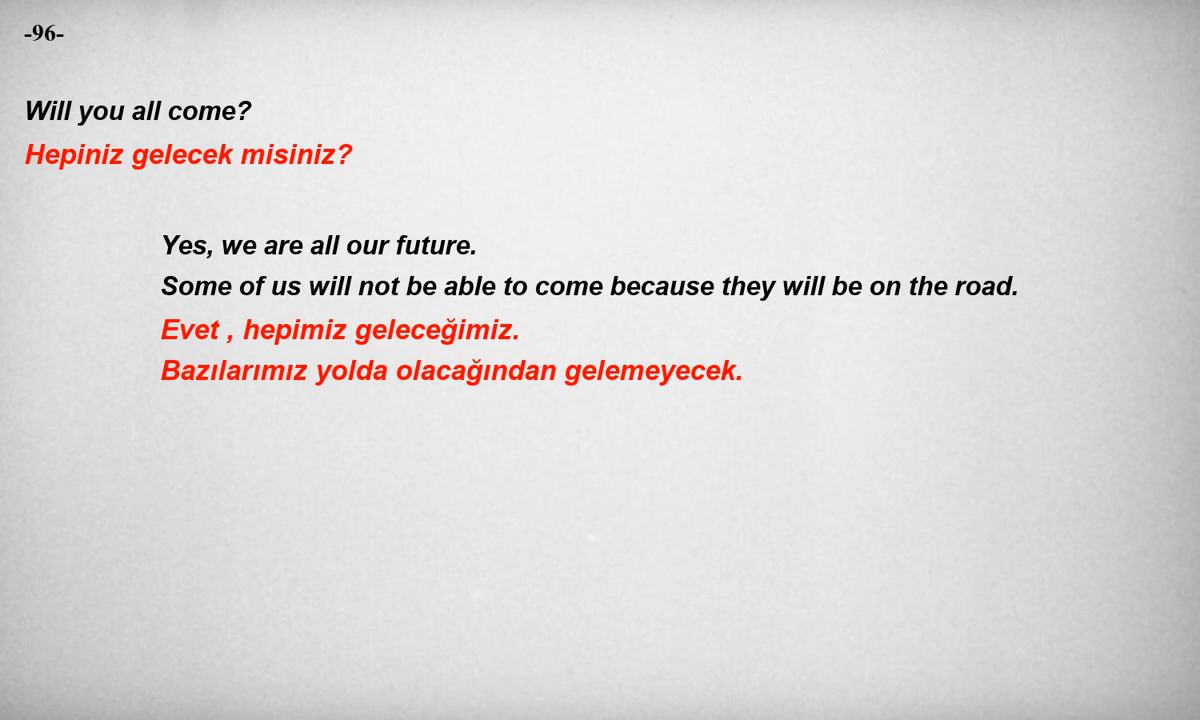 -96-
Will you all come?
Hepiniz gelecek misiniz?
Yes, we are all our future.
Some of us will not be able to come because they will be on the road.
Evet , hepimiz geleceğimiz.
Bazılarımız yolda olacağından gelemeyecek.